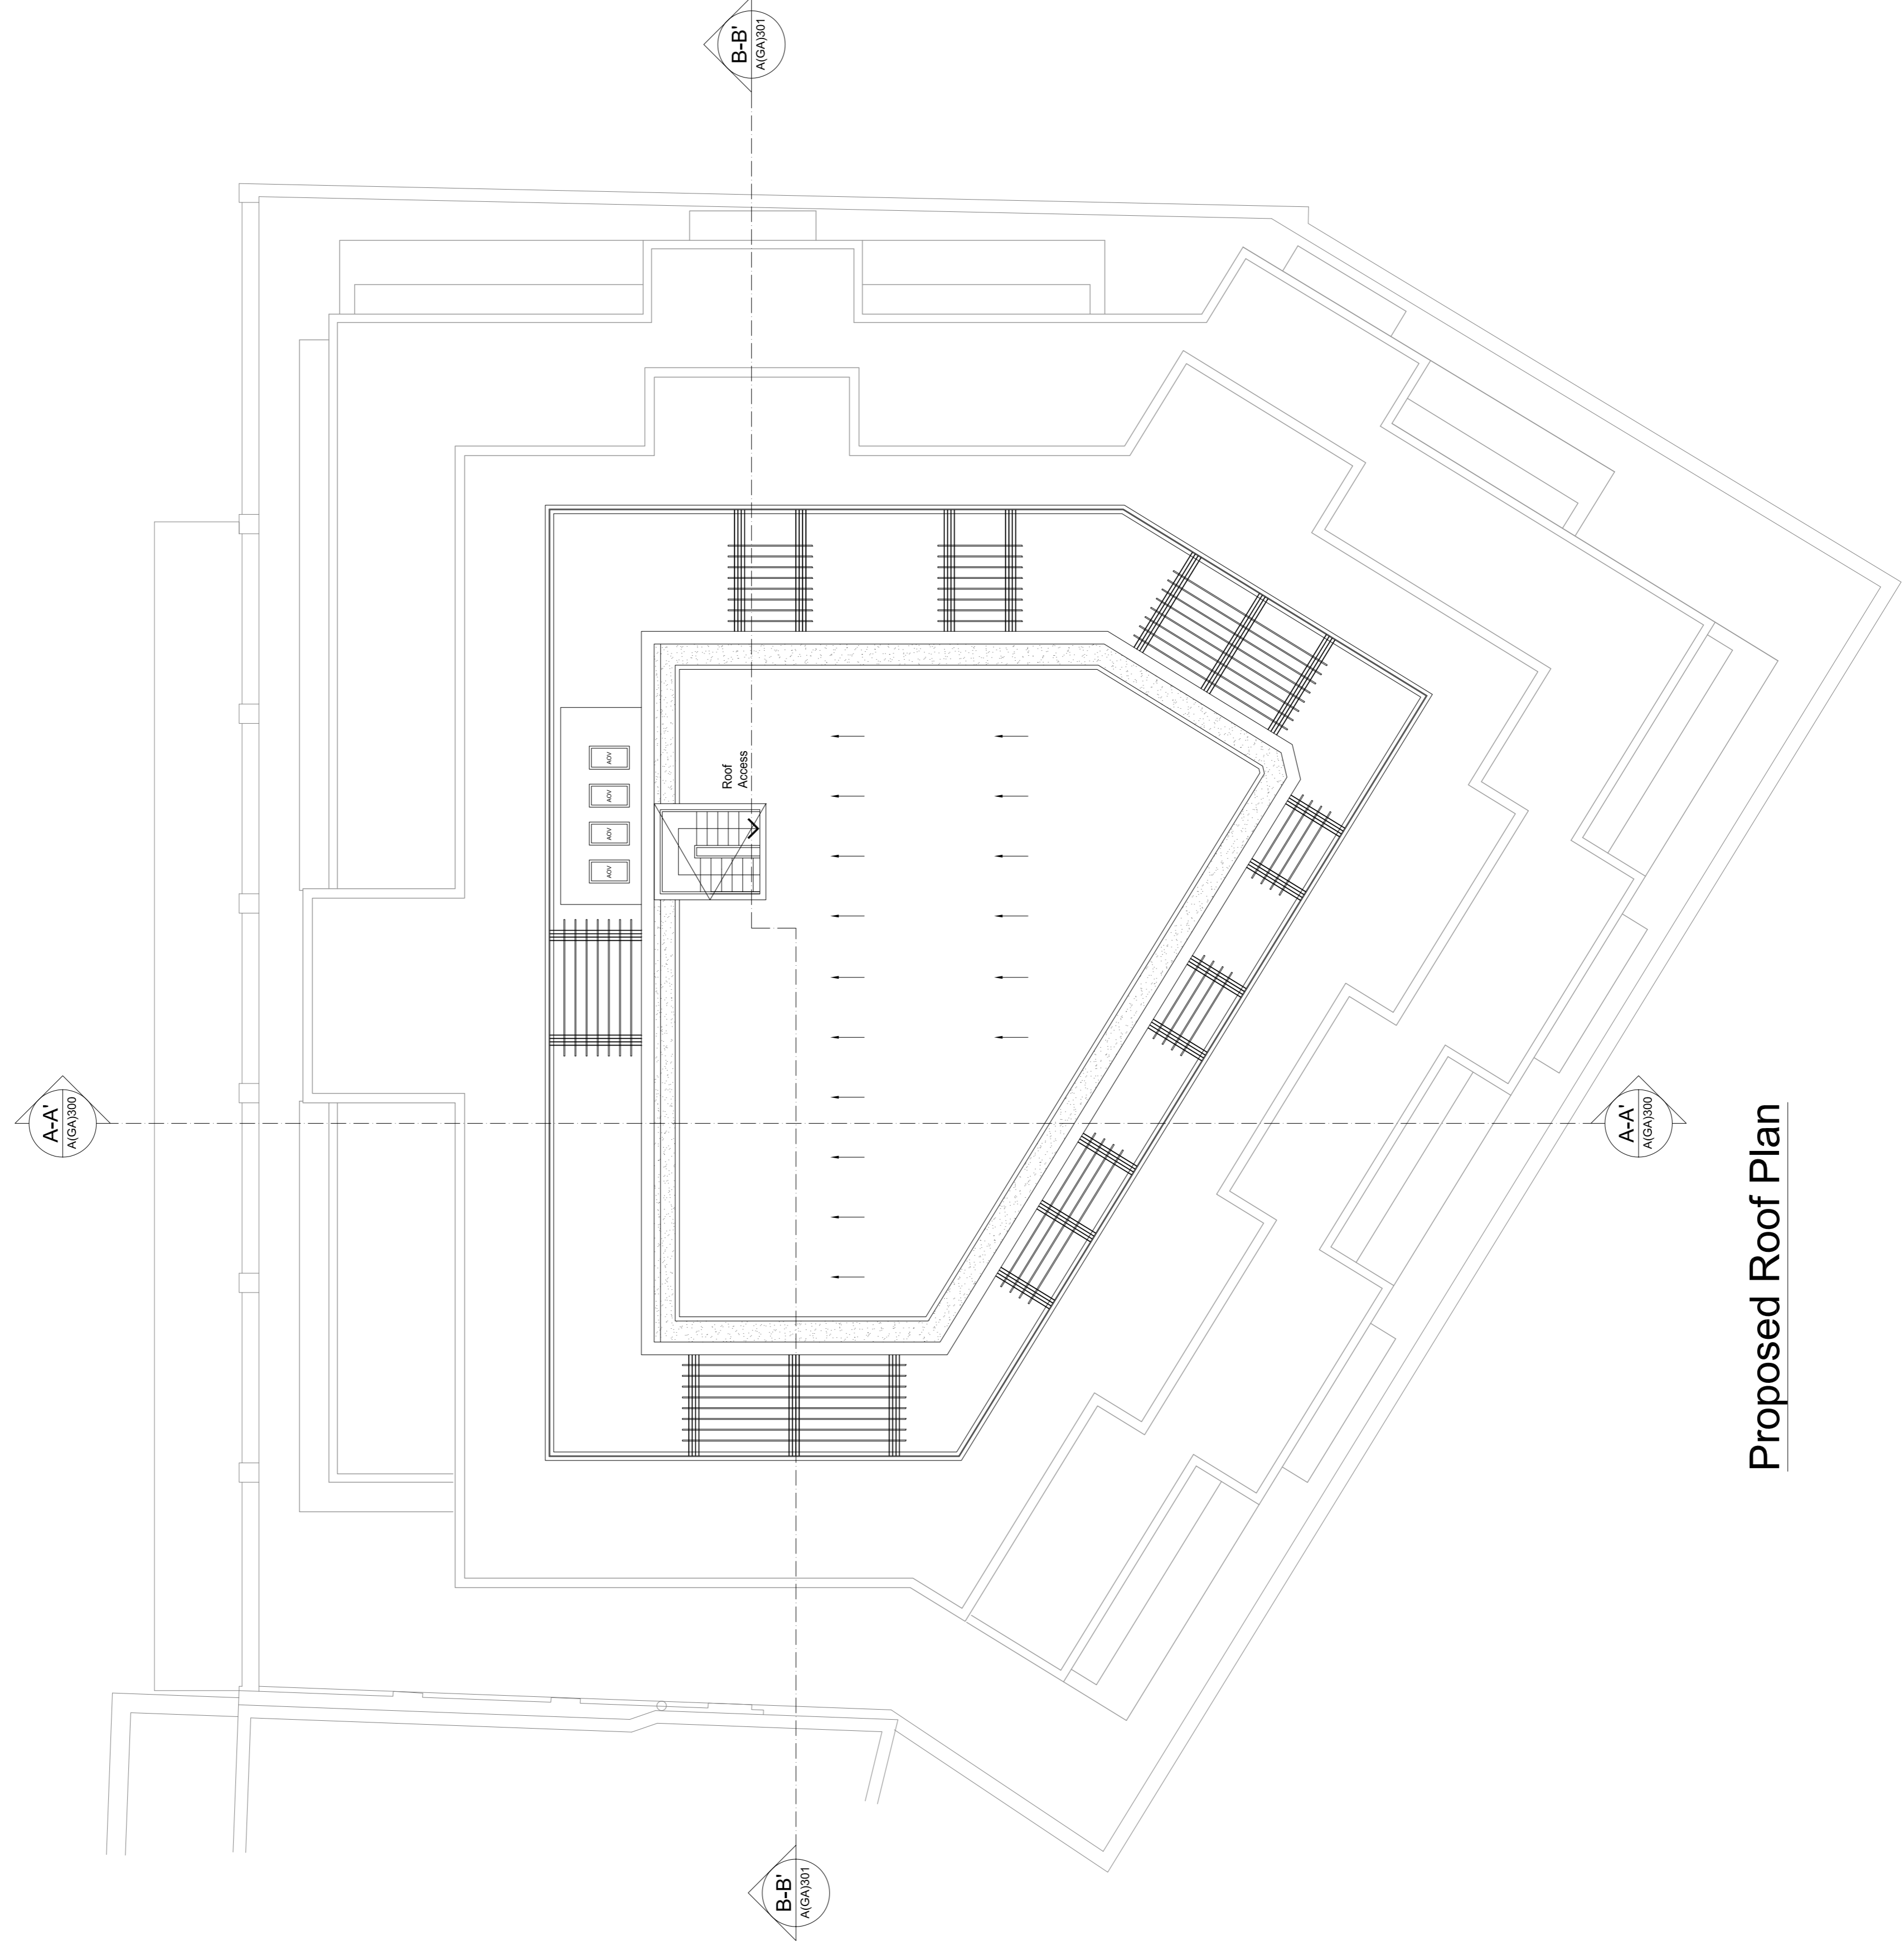 B-B'
A(GA)301
A-A'
A(GA)300
AOV
AOV
AOV
AOV
Roof
Access
A-A'
A(GA)300
B-B'
A(GA)301
Proposed Roof Plan